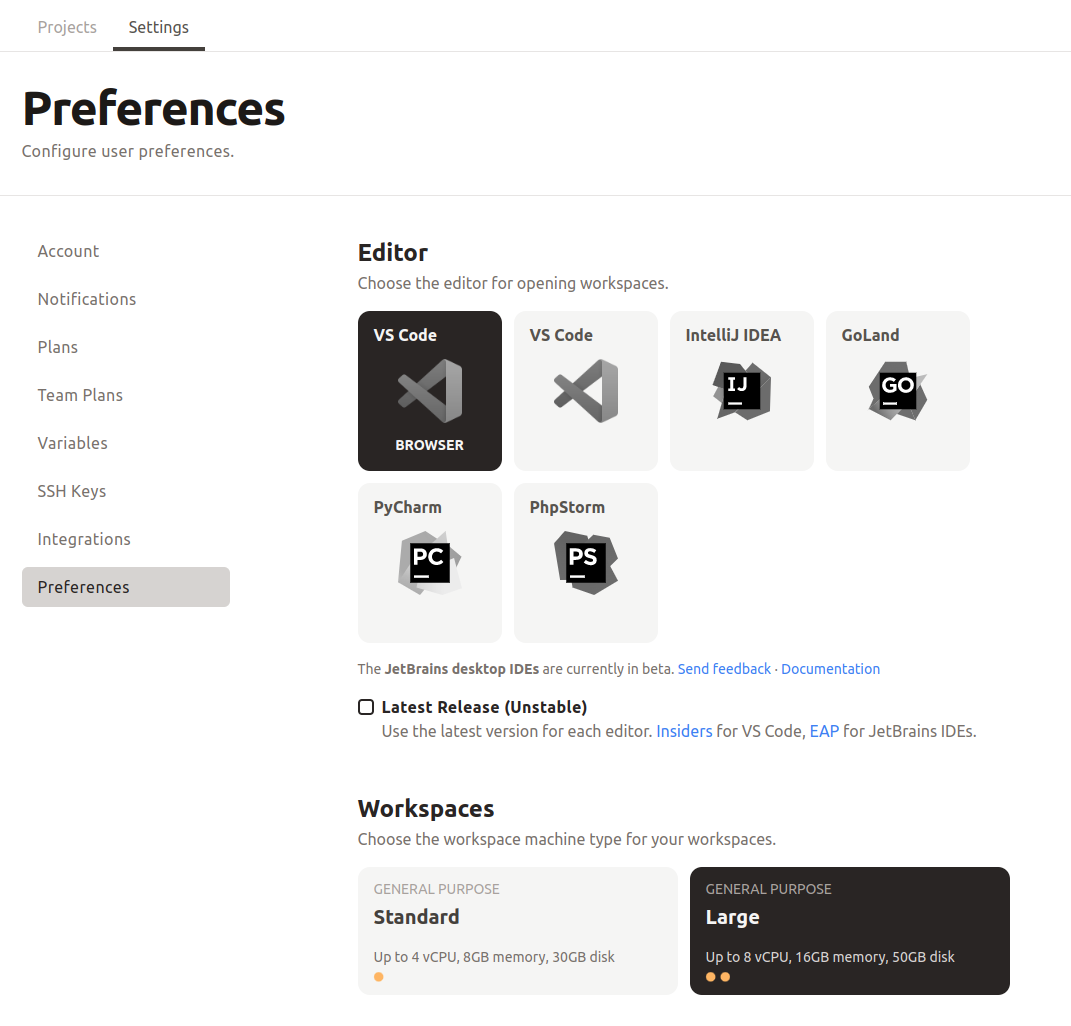 Projects Settings
Preferences
Configure user preferences.
Account
Notifications
Plans
Team Plans
Variables
SSH Keys
Integrations
Preferences
Editor
Choose the editor for opening workspaces.
VS Code
BROWSER
VS Code
IntelliJ IDEA
IJ
GoLand
GO
PyCharm
PC
PhpStorm
PS
The JetBrains desktop IDEs are currently in beta. Send feedback · Documentation
Latest Release (Unstable)
Use the latest version for each editor. Insiders for VS Code, EAP for JetBrains IDEs.
Workspaces
Choose the workspace machine type for your workspaces.
GENERAL PURPOSE
Standard
Up to 4 vCPU, 8GB memory, 30GB disk
GENERAL PURPOSE
Large
Up to 8 vCPU, 16GB memory, 50GB disk